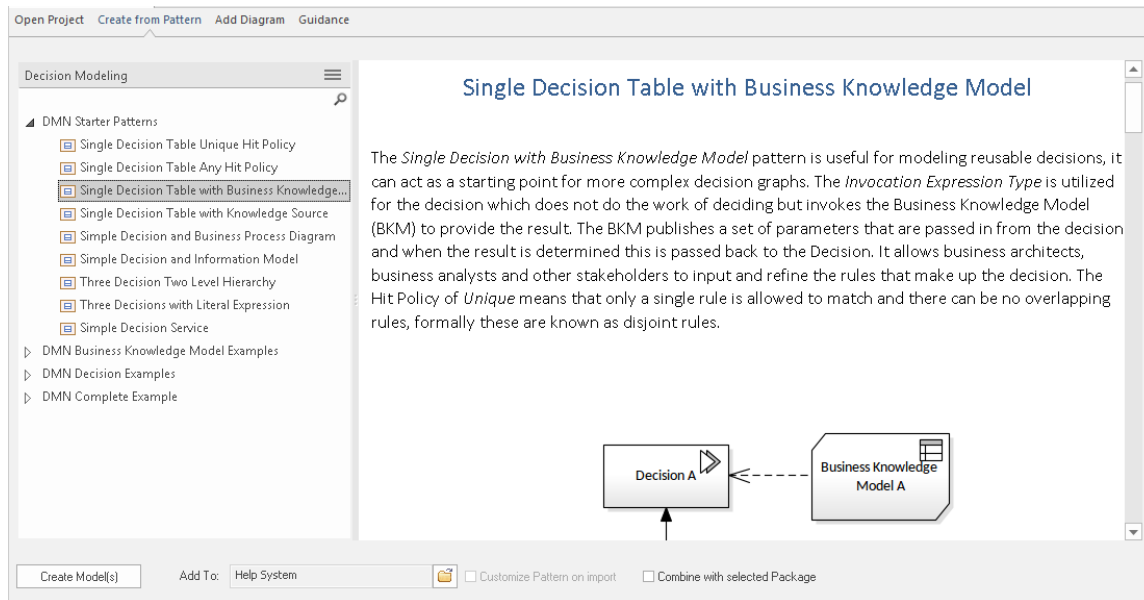 Open Project Create from Pattern Add Diagram Guidance
Decision Modeling
DMN Starter Patterns
Single Decision Table Unique Hit Policy
Single Decision Table Any Hit Policy
Single Decision Table with Business Knowledge...
Single Decision Table with Knowledge Source
Simple Decision and Business Process Diagram
Simple Decision and Information Model
Three Decision Two Level Hierarchy
Three Decisions with Literal Expression
Simple Decision Service
DMN Business Knowledge Model Examples
DMN Decision Examples
DMN Complete Example
Single Decision Table with Business Knowledge Model
The Single Decision with Business Knowledge Model pattern is useful for modeling reusable decisions, it
can act as a starting point for more complex decision graphs. The Invocation Expression Type is utilized
for the decision which does not do the work of deciding but invokes the Business Knowledge Model
(BKM) to provide the result. The BKM publishes a set of parameters that are passed in from the decision
and when the result is determined this is passed back to the Decision. It allows business architects,
business analysts and other stakeholders to input and refine the rules that make up the decision. The
Hit Policy of Unique means that only a single rule is allowed to match and there can be no overlapping
rules, formally these are known as disjoint rules.
Decision A
Business Knowledge
Model A
Create Model(s) Add To: Help System Customize Pattern on import Combine with selected Package